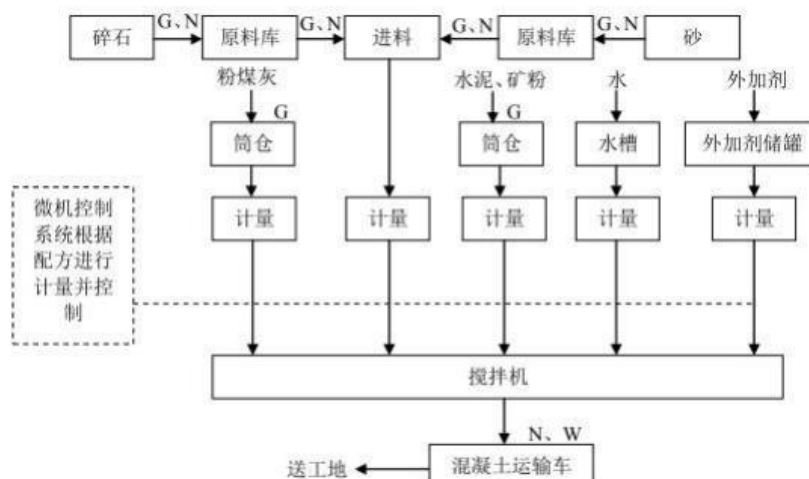 G、N G、N G、N G、N
碎石 原料库 进料 原料库 砂
粉煤灰 水泥、矿粉 水 外加剂
G G
筒仓 筒仓 水槽 外加剂储罐
微机控制
系统根据
配方进行
计量并控
制
计量 计量 计量 计量 计量
搅拌机
N、W
送工地 混凝土运输车